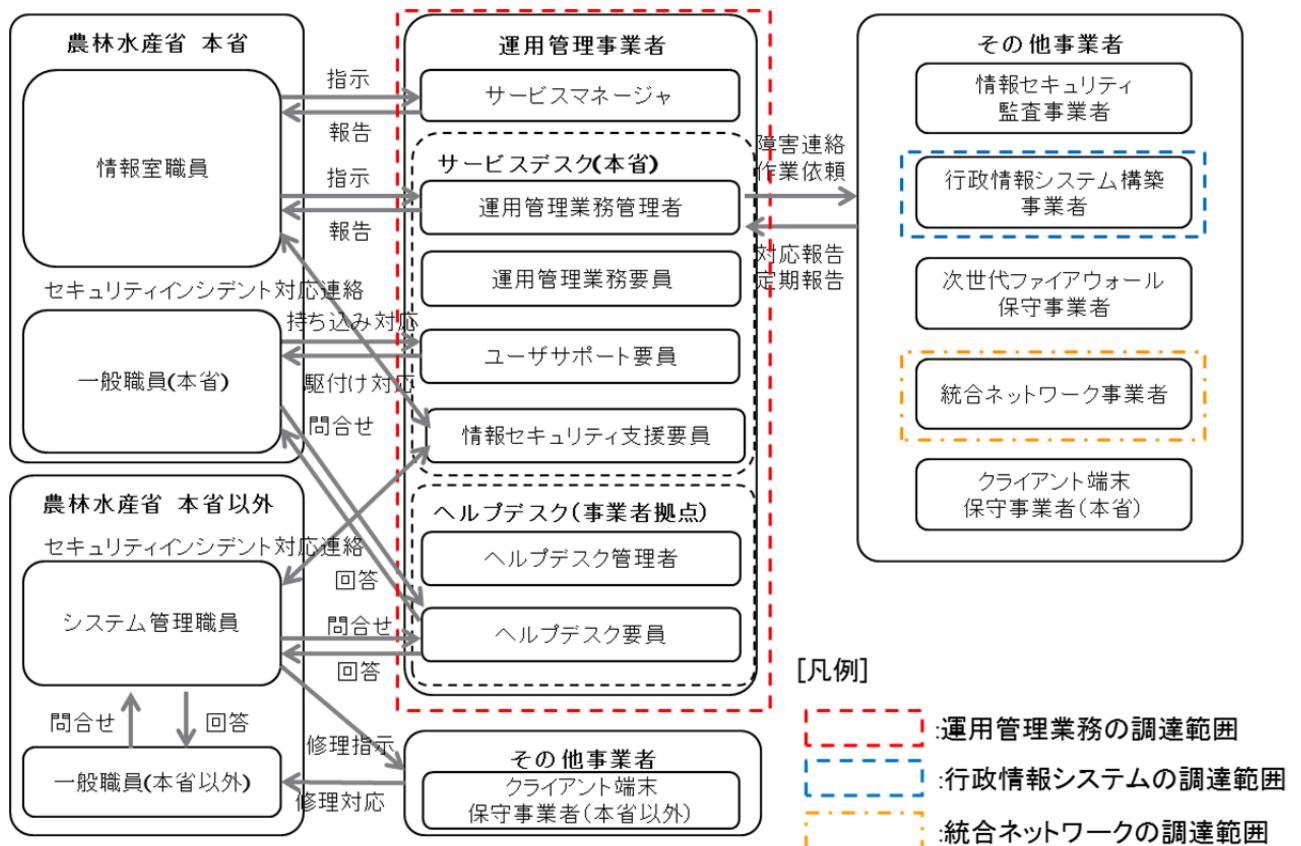 農林水産省 本省
情報室職員
指示
報告
指示
報告
セキュリティインシデント対応連絡
持ち込み対応
一般職員(本省)
駆付け対応
問合せ
農林水産省 本省以外
セキュリティインシデント対応連絡
回答
システム管理職員
問合せ
回答
問合せ
回答
修理指示
一般職員(本省以外)
修理対応
運用管理事業者
サービスマネージャ
サービスデスク(本省)
運用管理業務管理者
運用管理業務要員
ユーザサポート要員
情報セキュリティ支援要員
ヘルプデスク(事業者拠点)
ヘルプデスク管理者
ヘルプデスク要員
その他事業者
クライアント端末
保守事業者(本省以外)
障害連絡
作業依頼
対応報告
定期報告
その他事業者
情報セキュリティ
監査事業者
行政情報システム構築
事業者
次世代ファイアウォール
保守事業者
統合ネットワーク事業者
クライアント端末
保守事業者(本省)
[凡例]
:運用管理業務の調達範囲
:行政情報システムの調達範囲
:統合ネットワークの調達範囲